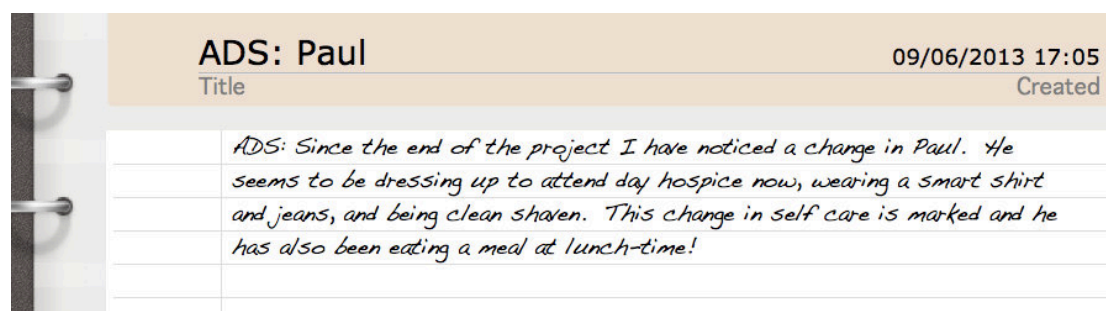 ADS: Paul
09/06/2013 17:05
Title
Created
ADS: Since the end of the project I have noticed a change in Paul. He
seems to be dressing up to attend day hospice now, wearing a smart shirt
and jeans, and being clean shaven. This change in self care is marked and he
has also been eating a meal at lunch-time!